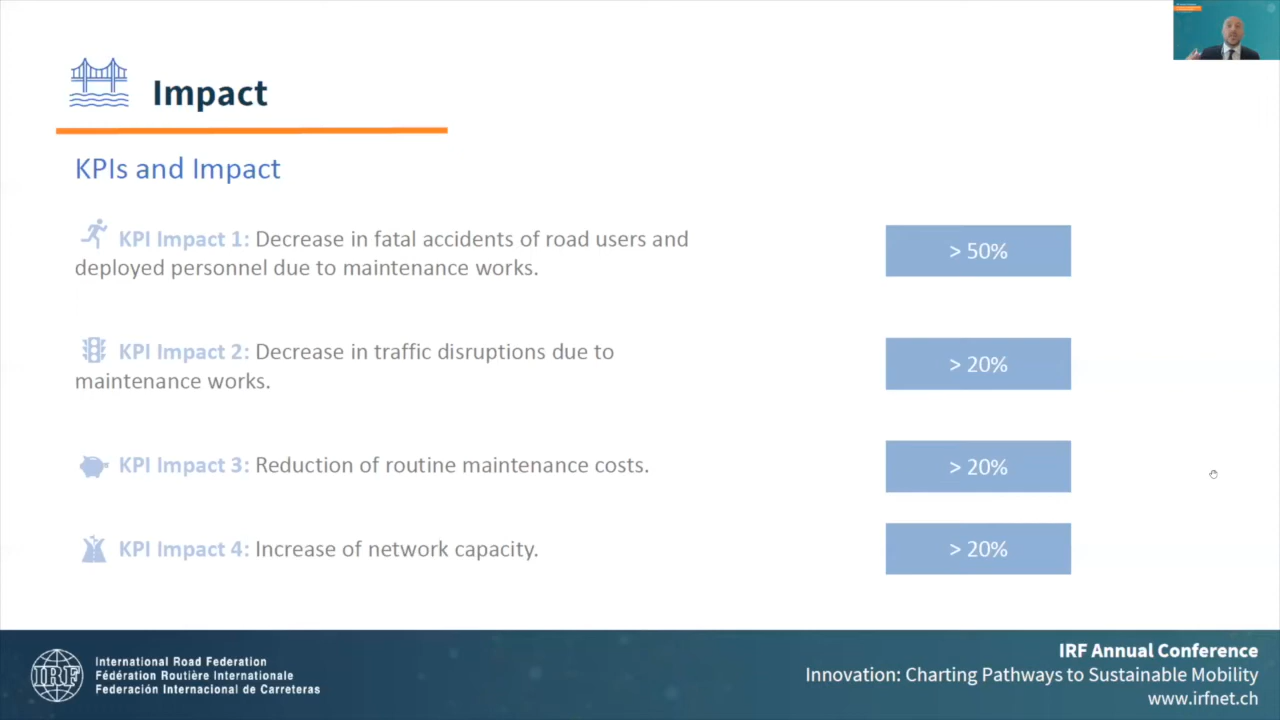 Impact
KPIs and Impact
KPI Impact 1: Decrease in fatal accidents of road users and
deployed personnel due to maintenance works.
> 50%
KPI Impact 2: Decrease in traffic disruptions due to
maintenance works.
> 20%
KPI Impact 3: Reduction of routine maintenance costs.
> 20%
KPI Impact 4: Increase of network capacity.
> 20%
IRF
International Road Federation
Fédération Routière Internationale
Federación Internacional de Carreteras
IRF Annual Conference
Innovation: Charting Pathways to Sustainable Mobility
www.irfnet.ch